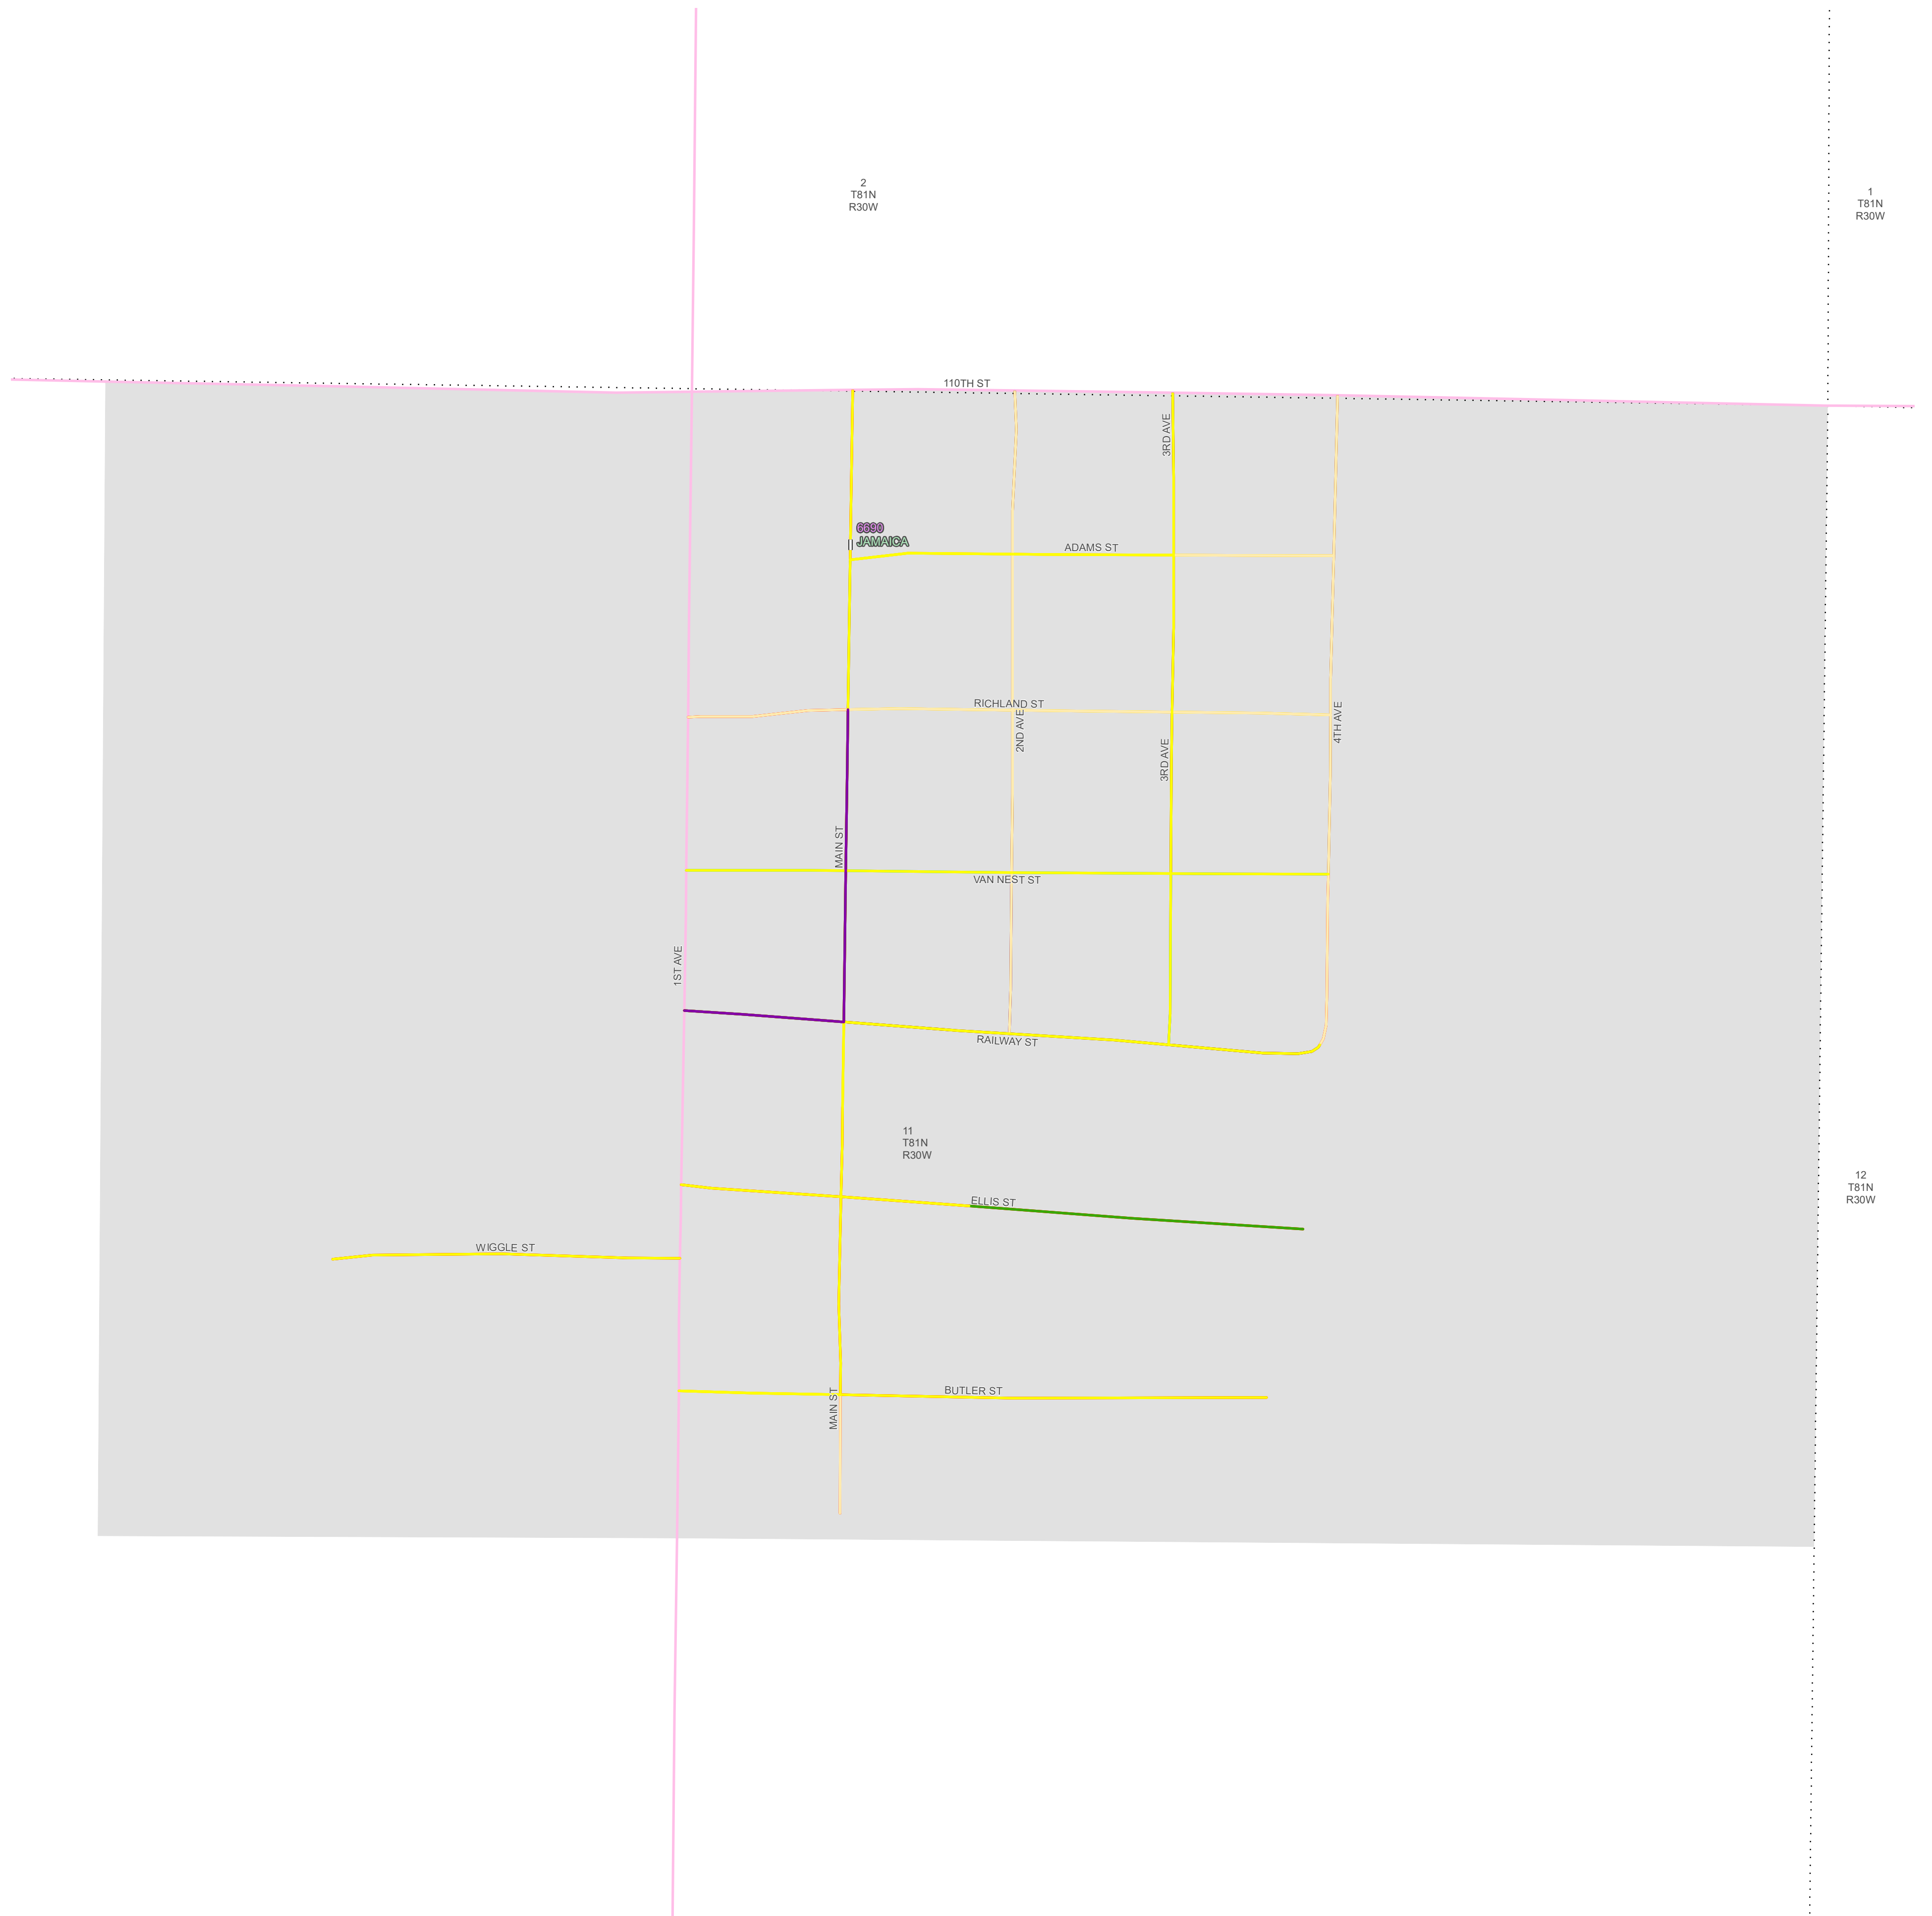 2
T81N
R30W
1
T81N
R30W
110TH ST
3RD AVE
6690
JAMAICA
ADAMS ST
RICHLAND ST
2ND AVE
4TH AVE
3RD AVE
MAIN ST
VAN NEST ST
1ST AVE
RAILWAY ST
11
T81N
R30W
12
T81N
R30W
ELLIS ST
WIGGLE ST
BUTLER ST
MAIN ST